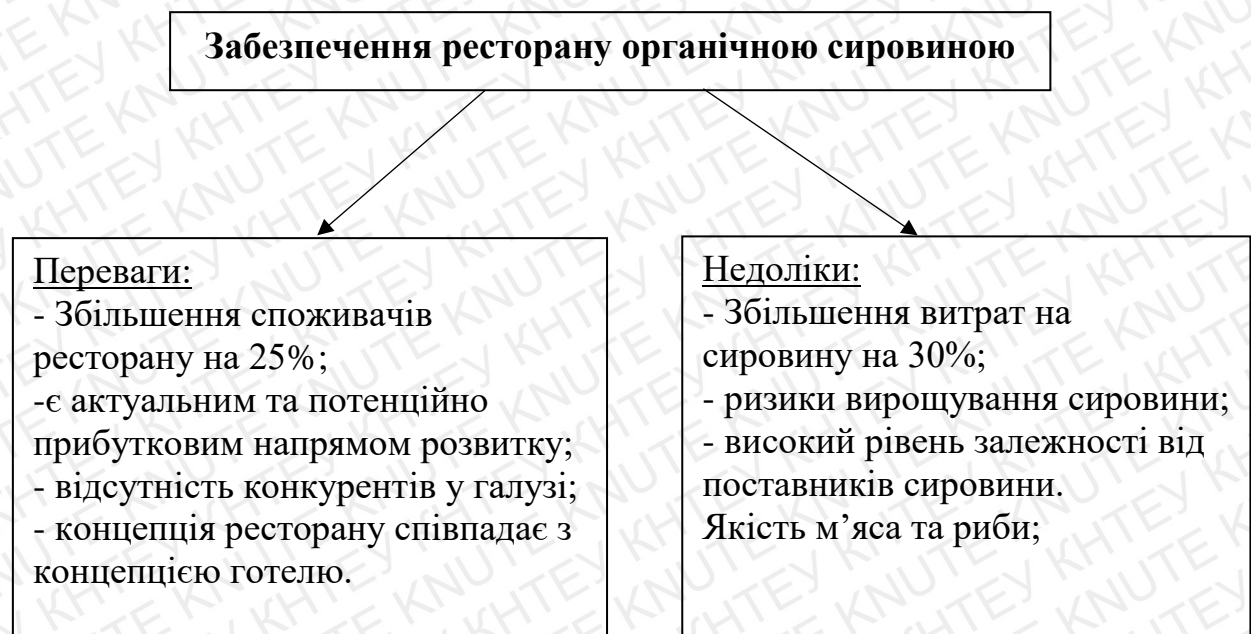 Забезпечення ресторану органічною сировиною
Переваги:
- Збільшення споживачів
ресторану на 25%;
-є актуальним та потенційно
прибутковим напрямом розвитку;
- відсутність конкурентів у галузі;
- концепція ресторану співпадає з
концепцією готелю.
Недоліки:
- Збільшення витрат на
сировину на 30%;
- ризики вирощування сировини;
- високий рівень залежності від
поставників сировини.
Якість м’яса та риби;